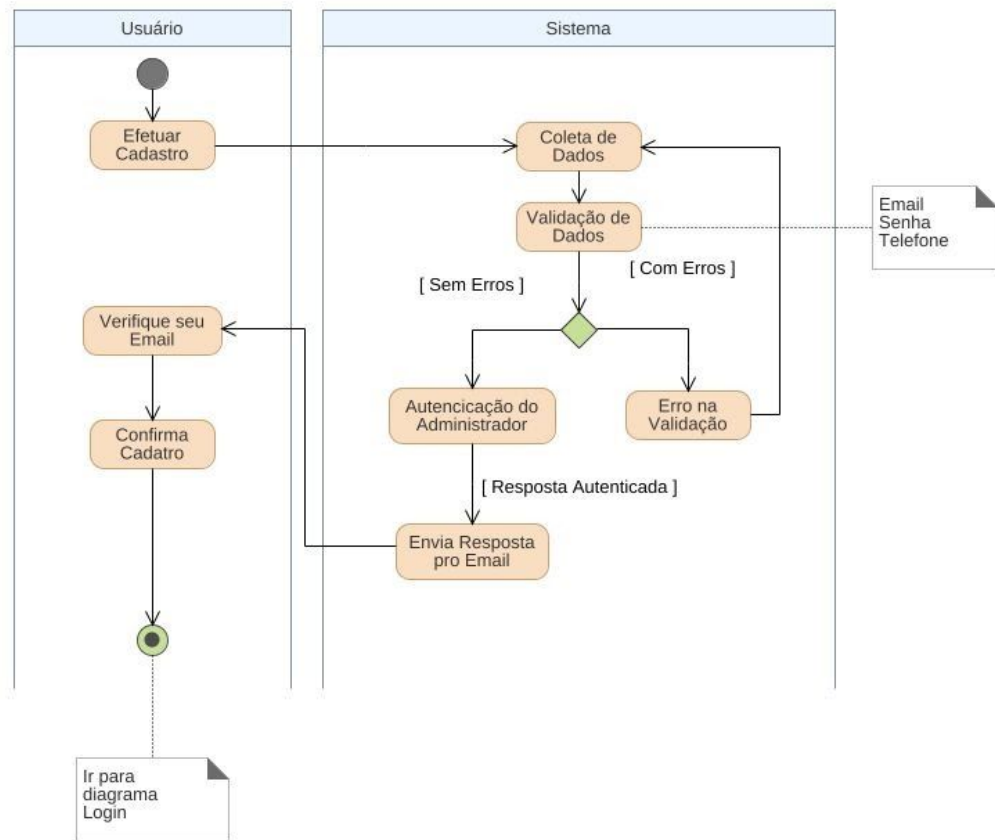 Usuário
Sistema
Efetuar
Cadastro
Coleta de
Dados
Validação de
Dados
Email
Senha
Telefone
[ Sem Erros ]
[ Com Erros ]
Verifique seu
Email
Autencicação do
Administrador
Erro na
Validação
Confirma
Cadatro
[ Resposta Autenticada ]
Envia Resposta
pro Email
Ir para
diagrama
Login